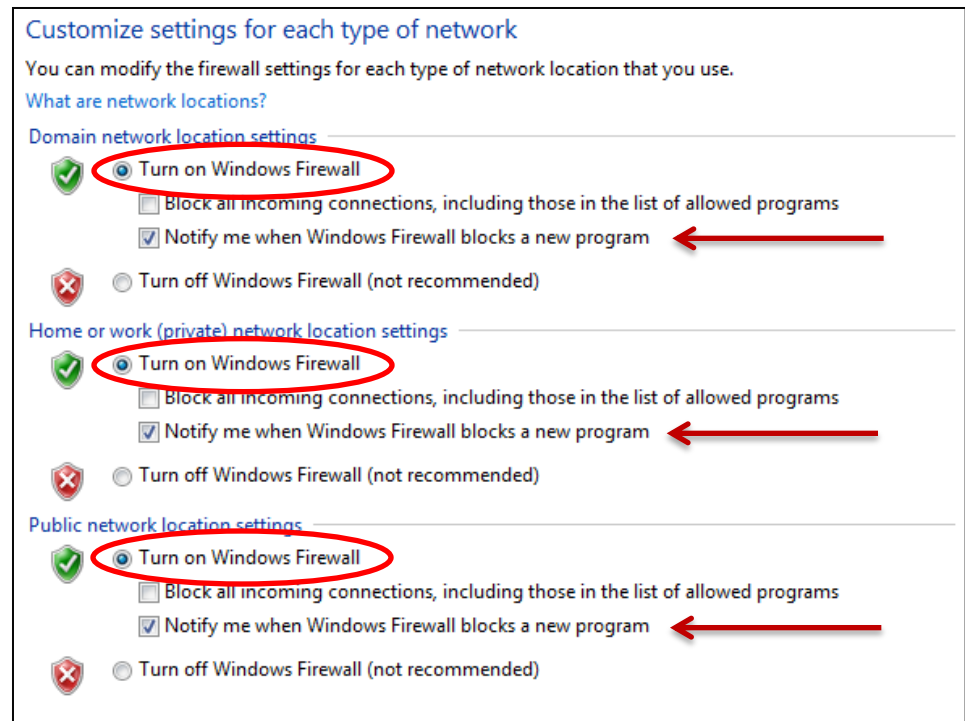 Customize settings for each type of network
You can modify the firewall settings for each type of network location that you use.
What are network locations?
Domain network location settings
Turn on Windows Firewall
Block all incoming connections, including those in the list of allowed programs
Notify me when Windows Firewall blocks a new program
Turn off Windows Firewall (not recommended)
Home or work (private) network location settings
Turn on Windows Firewall
Block all incoming connections, including those in the list of allowed programs
Notify me when Windows Firewall blocks a new program
Turn off Windows Firewall (not recommended)
Public network location settings
Turn on Windows Firewall
Block all incoming connections, including those in the list of allowed programs
Notify me when Windows Firewall blocks a new program
Turn off Windows Firewall (not recommended)